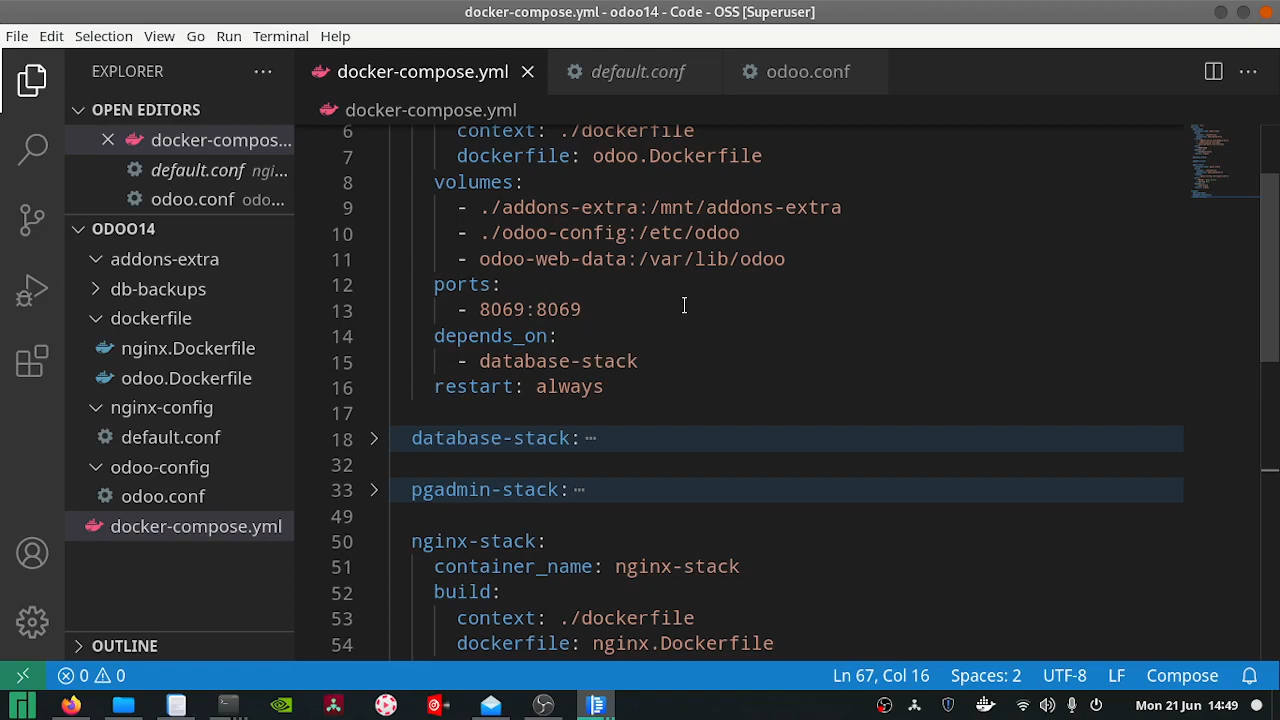 docker-compose.yml - odoo14 - Code - OSS [Superuser]
File Edit Selection View Go Run Terminal Help
EXPLORER ···
docker-compose.yml
default.conf
odoo.conf
···
OPEN EDITORS
docker-compos...
default.conf ngi...
odoo.conf odo...
ODOO14
addons-extra
db-backups
dockerfile
nginx.Dockerfile
odoo.Dockerfile
nginx-config
default.conf
odoo-config
odoo.conf
docker-compose.yml
OUTLINE
docker-compose.yml
6 context: ./dockerfile
7 dockerfile: odoo.Dockerfile
8 volumes:
9 - ./addons-extra:/mnt/addons-extra
10 - ./odoo-config:/etc/odoo
11 - odoo-web-data:/var/lib/odoo
12 ports:
13 - 8069:8069
14 depends_on:
15 - database-stack
16 restart: always
17
18 database-stack: ···
32
33 pgadmin-stack: ···
49
50 nginx-stack:
51 container_name: nginx-stack
52 build:
53 context: ./dockerfile
54 dockerfile: nginx.Dockerfile
0 0 Ln 67, Col 16 Spaces: 2 UTF-8 LF Compose
Mon 21 Jun 14:49